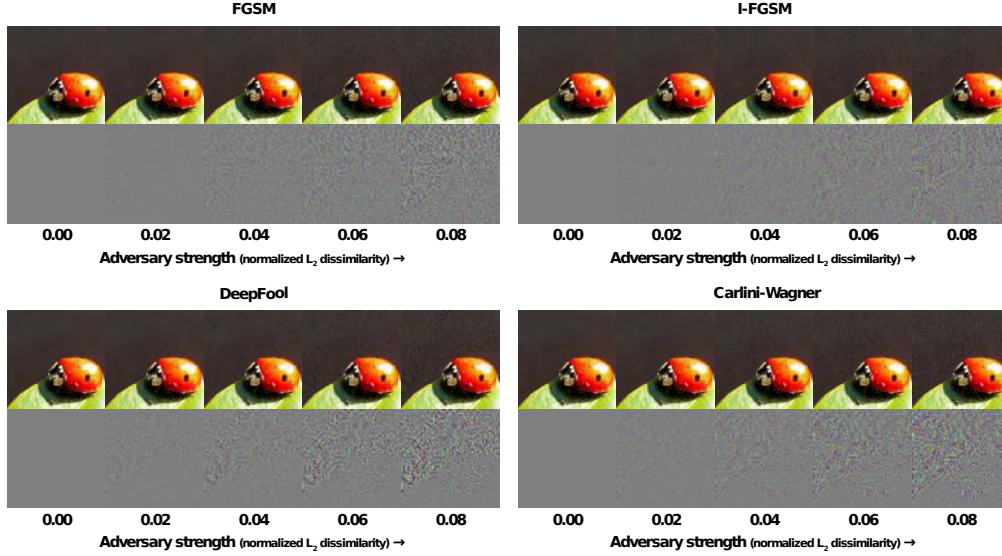 FGSM
I-FGSM
0.00 0.02 0.04 0.06 0.08
0.00 0.02 0.04 0.06 0.08
Adversary strength (normalized L₂ dissimilarity) →
Adversary strength (normalized L₂ dissimilarity) →
DeepFool
Carlini-Wagner
0.00 0.02 0.04 0.06 0.08
0.00 0.02 0.04 0.06 0.08
Adversary strength (normalized L₂ dissimilarity) →
Adversary strength (normalized L₂ dissimilarity) →